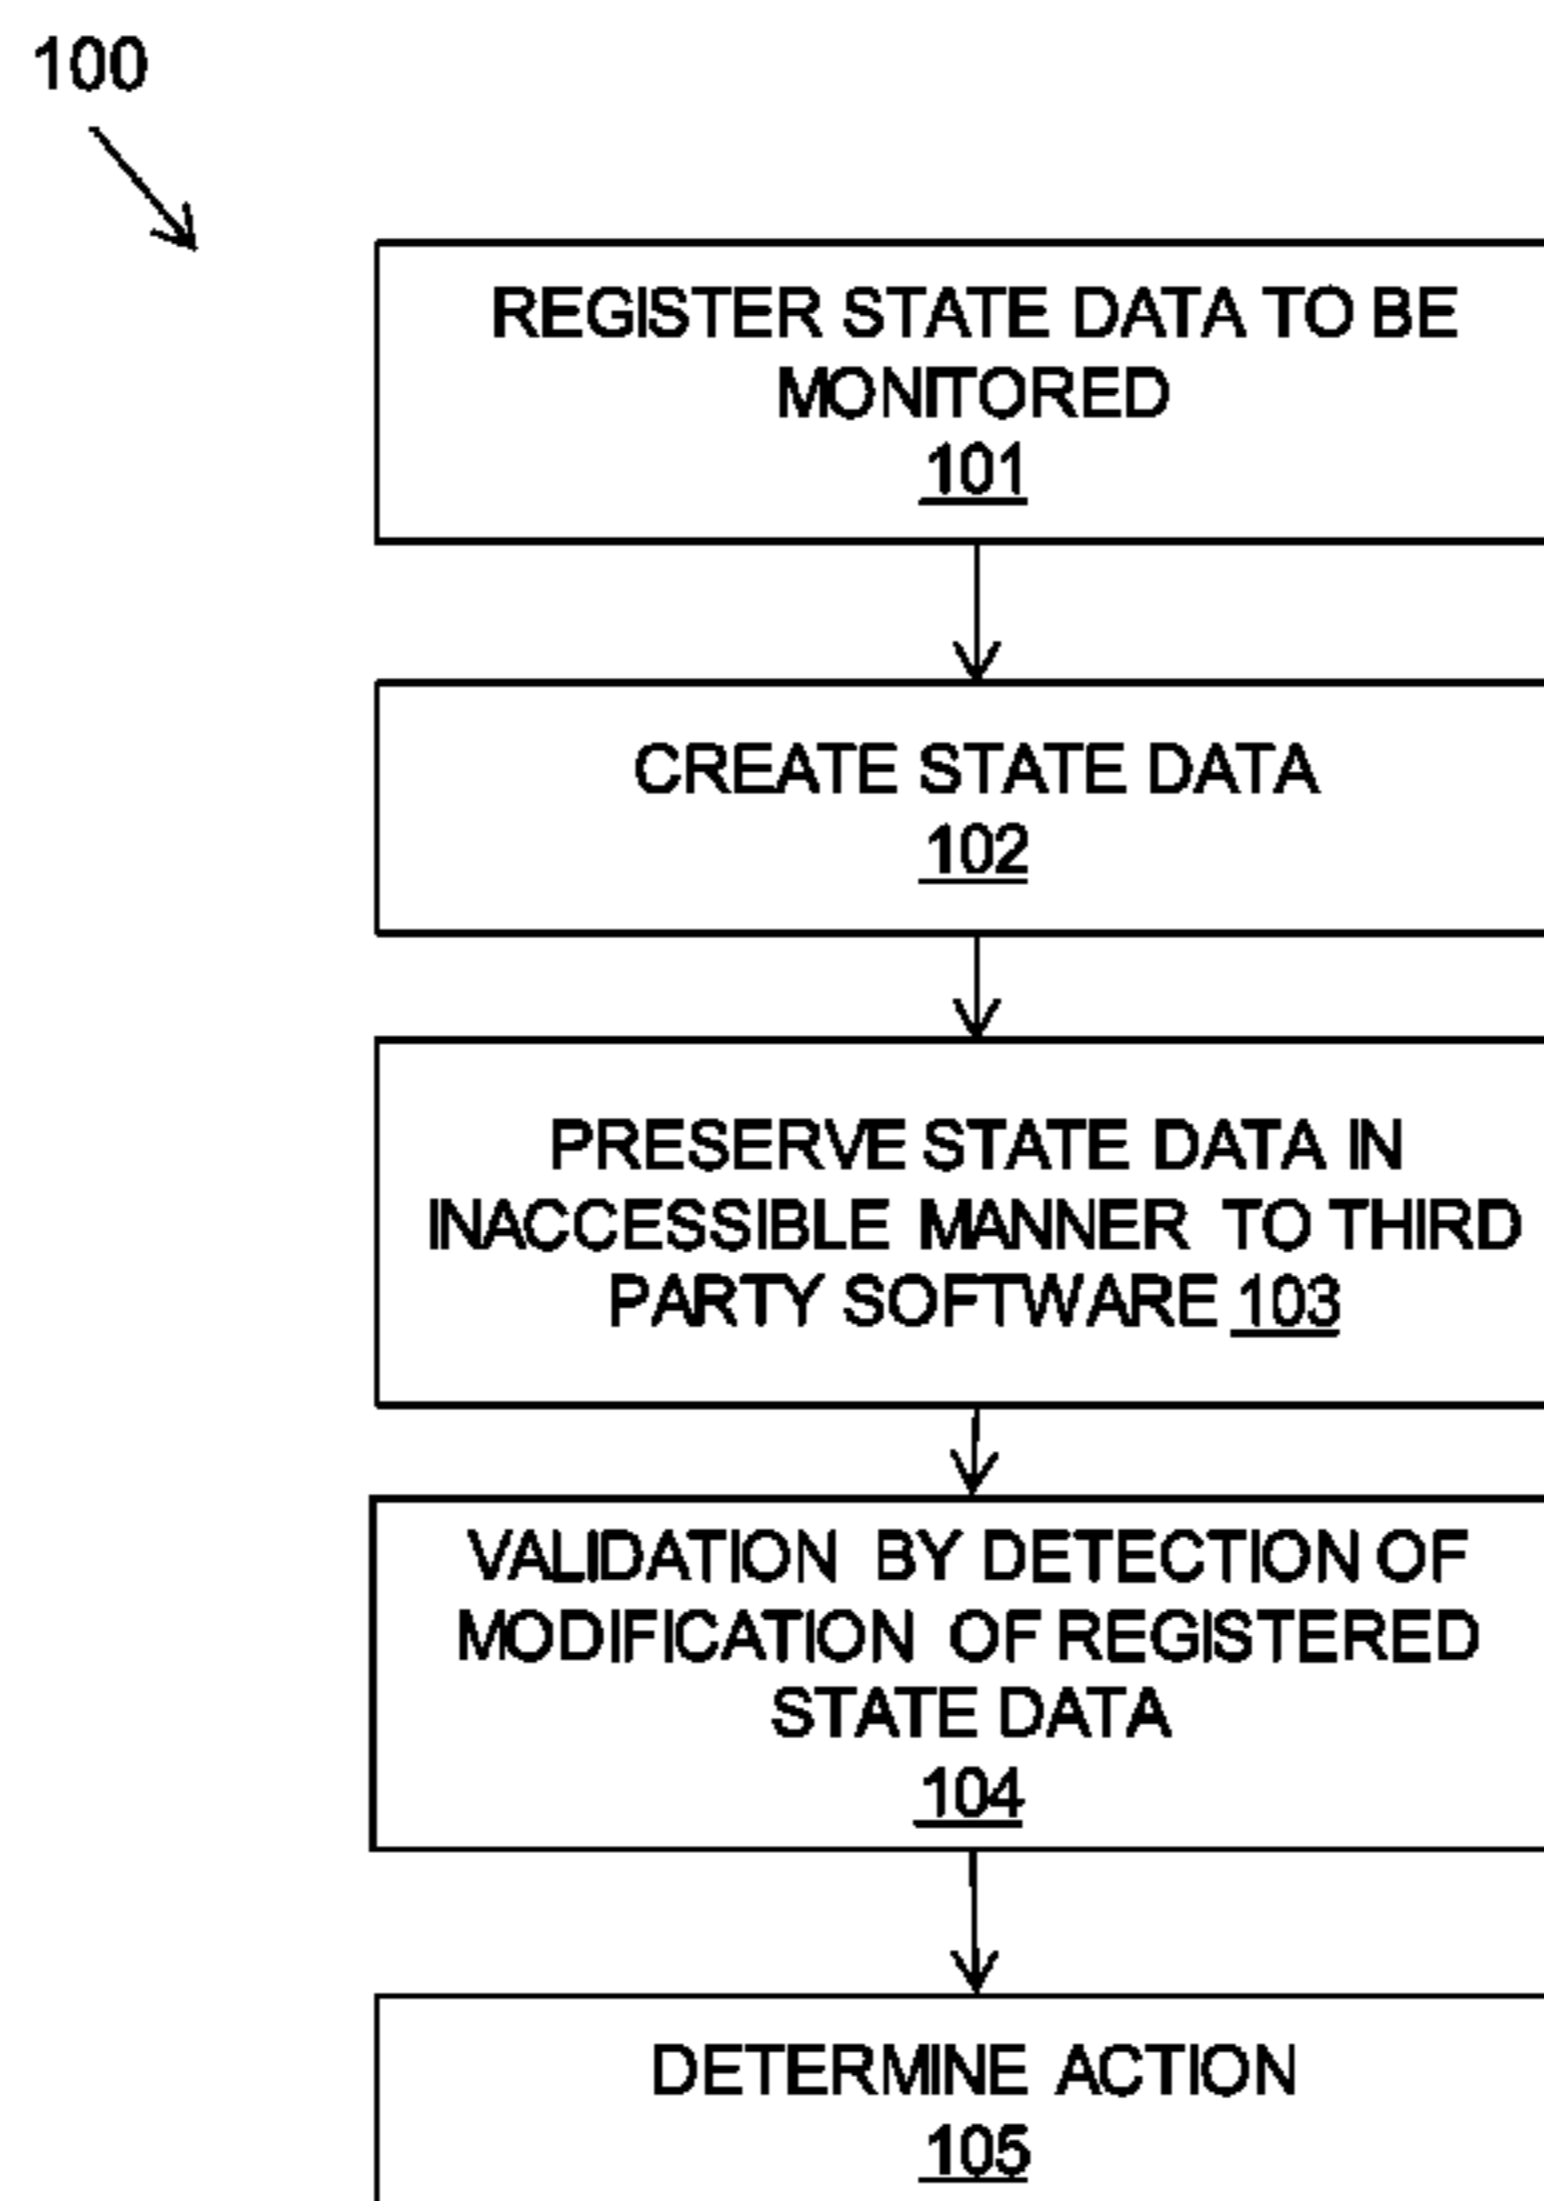 100
REGISTER STATE DATA TO BE
MONITORED
101
CREATE STATE DATA
102
PRESERVE STATE DATA IN
INACCESSIBLE MANNER TO THIRD
PARTY SOFTWARE 103
VALIDATION BY DETECTION OF
MODIFICATION OF REGISTERED
STATE DATA
104
DETERMINE ACTION
105